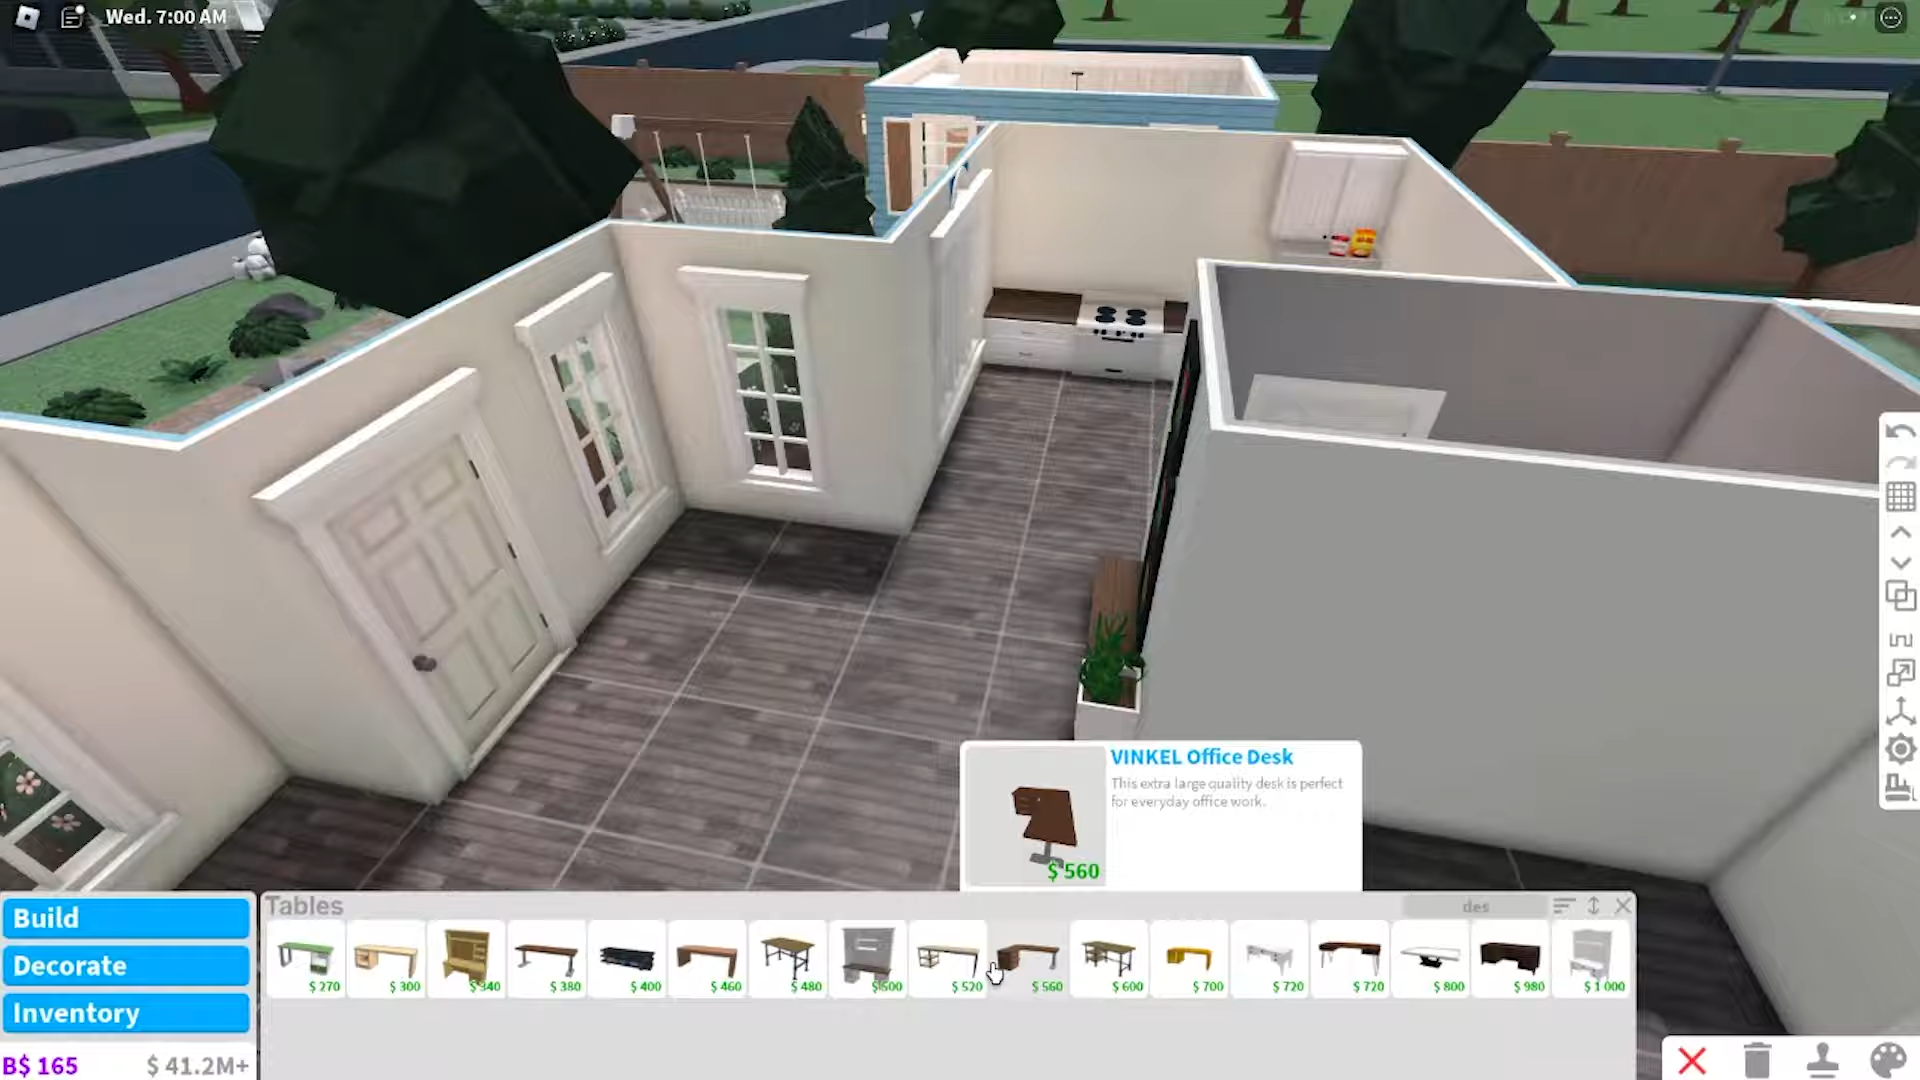 Wed. 7:00 AM
VINKEL Office Desk
This extra large quality desk is perfect
for everyday office work.
$ 560
Build
Decorate
Inventory
B$ 165
$ 41.2M+
Tables
des
$ 270
$ 300
$ 340
$ 380
$ 400
$ 460
$ 480
$ 500
$ 520
$ 560
$ 600
$ 700
$ 720
$ 720
$ 800
$ 980
$ 1 000